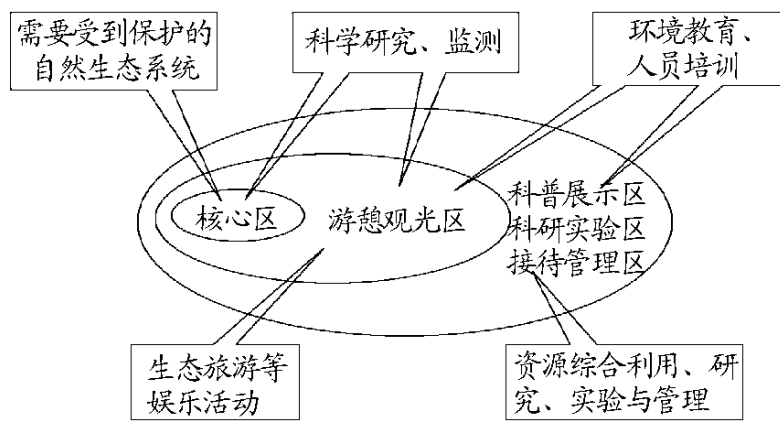 需要受到保护的
自然生态系统
科学研究、监测
环境教育、
人员培训
核心区
游憩观光区
科普展示区
科研实验区
接待管理区
生态旅游等
娱乐活动
资源综合利用、研
究、实验与管理